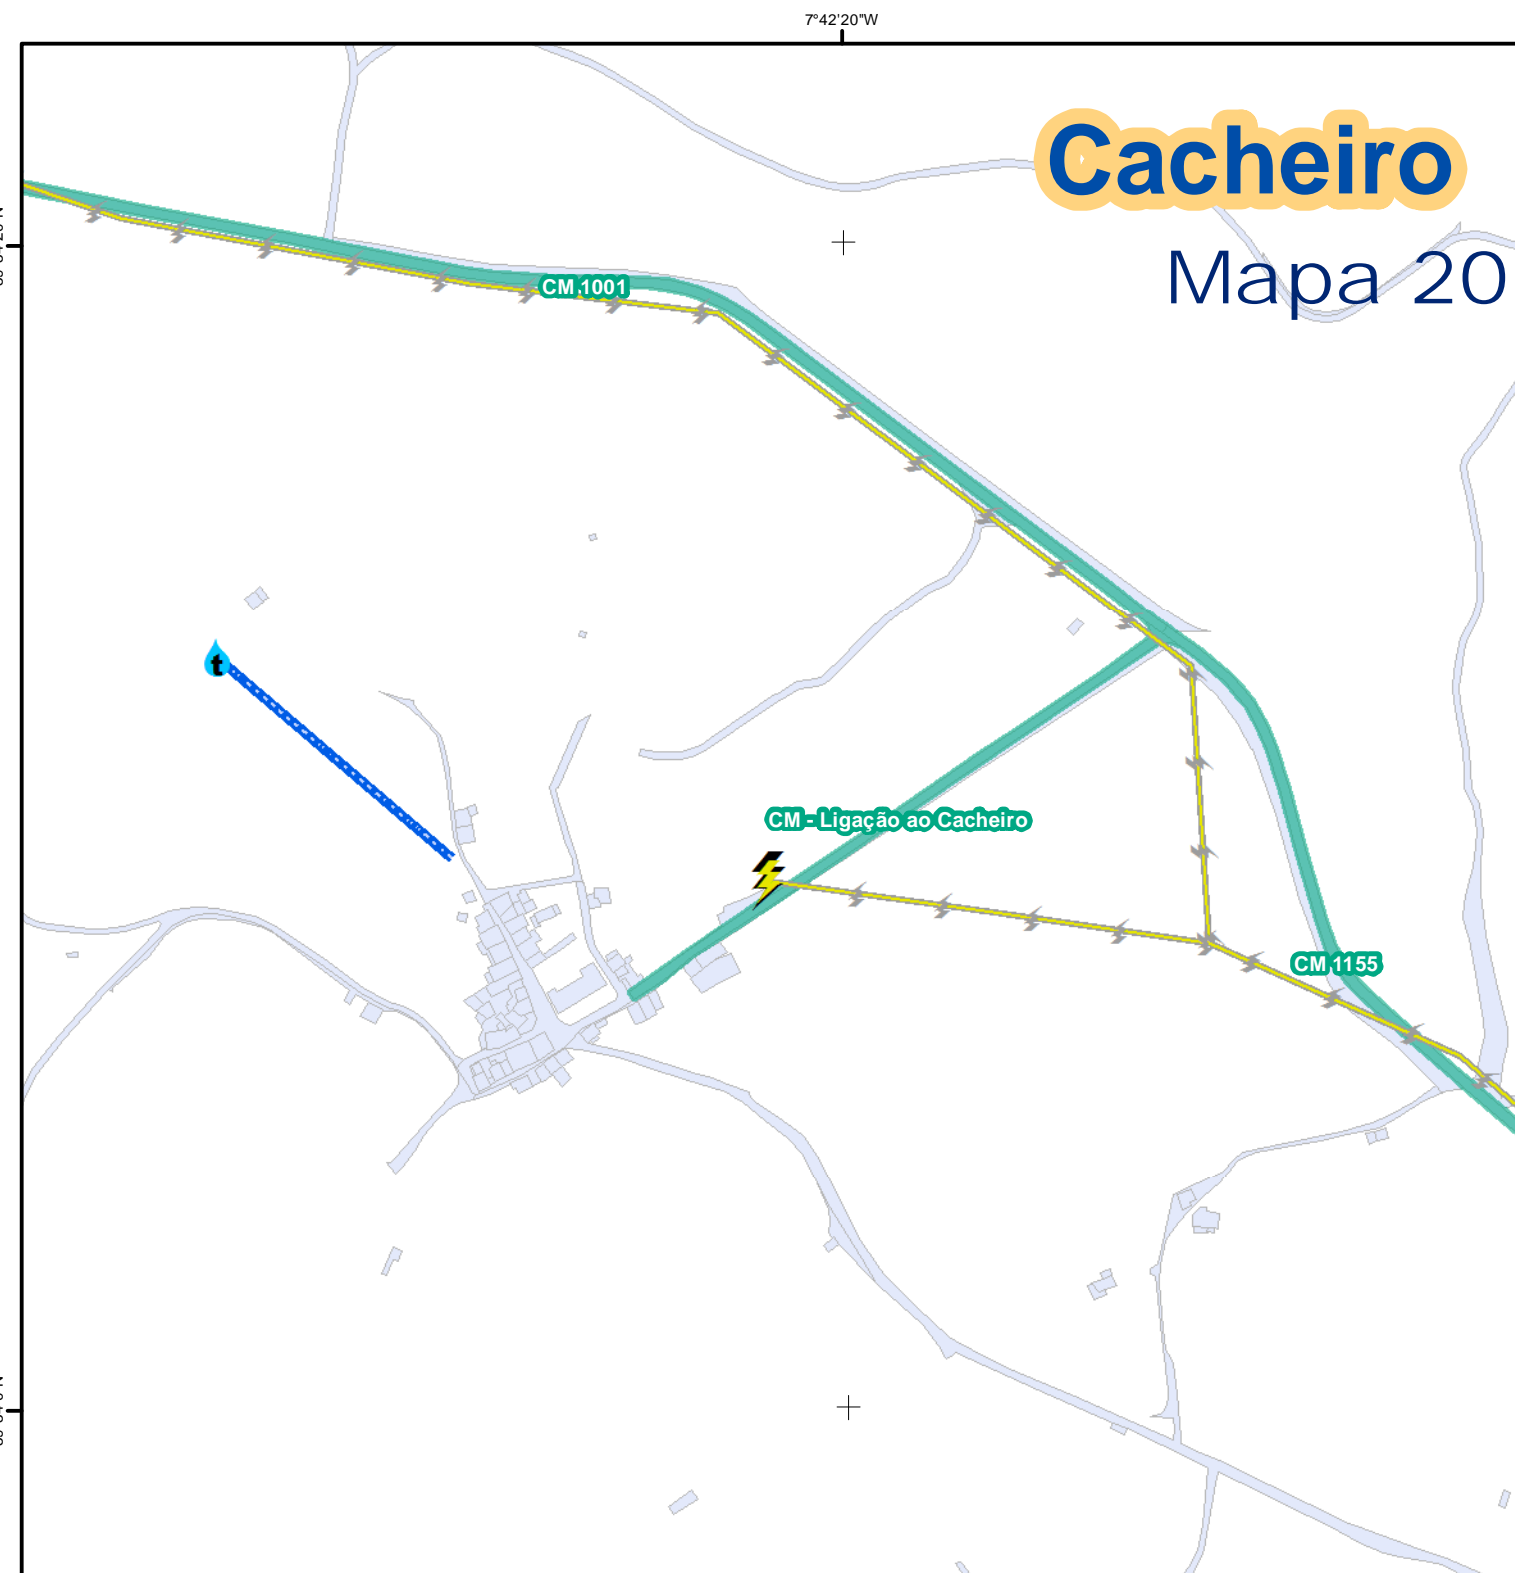 7°42'20"W
Cacheiro
Mapa 20
CM 1001
t
CM - Ligação ao Cacheiro
CM 1155